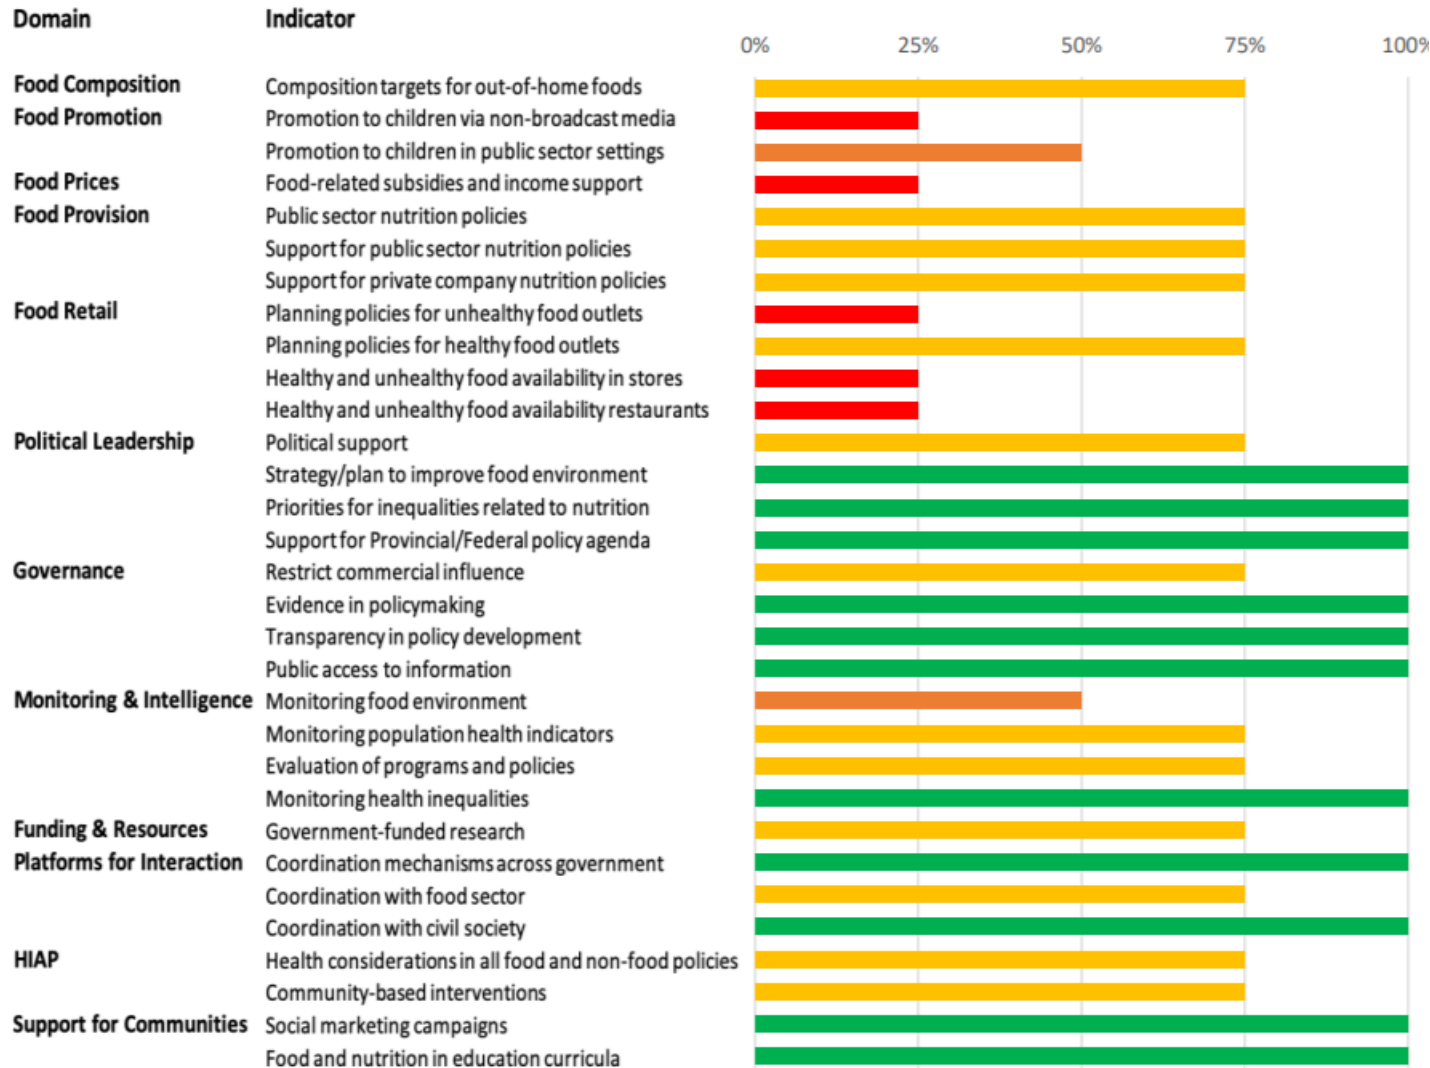 Domain Indicator
0% 25% 50% 75% 100%
Food Composition Composition targets for out-of-home foods
Food Promotion Promotion to children via non-broadcast media
Promotion to children in public sector settings
Food Prices Food-related subsidies and income support
Food Provision Public sector nutrition policies
Support for public sector nutrition policies
Support for private company nutrition policies
Food Retail Planning policies for unhealthy food outlets
Planning policies for healthy food outlets
Healthy and unhealthy food availability in stores
Healthy and unhealthy food availability restaurants
Political Leadership Political support
Strategy/plan to improve food environment
Priorities for inequalities related to nutrition
Support for Provincial/Federal policy agenda
Governance Restrict commercial influence
Evidence in policymaking
Transparency in policy development
Public access to information
Monitoring & Intelligence Monitoring food environment
Monitoring population health indicators
Evaluation of programs and policies
Monitoring health inequalities
Funding & Resources Government-funded research
Platforms for Interaction Coordination mechanisms across government
Coordination with food sector
Coordination with civil society
HIAP Health considerations in all food and non-food policies
Community-based interventions
Support for Communities Social marketing campaigns
Food and nutrition in education curricula